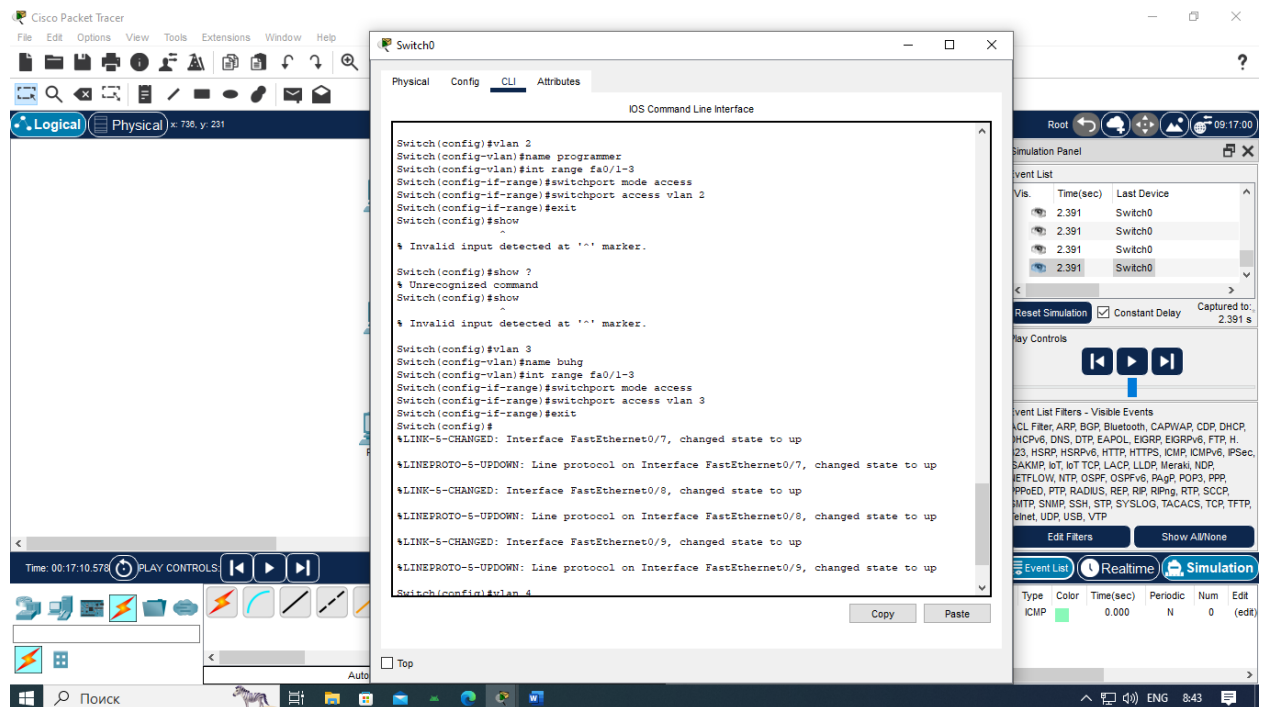 Cisco Packet Tracer
File Edit Options View Tools Extensions Window Help
Switch0
?
Physical Config CLI Attributes
IOS Command Line Interface
Logical Physical x: 736, y: 231
Root 09:17:00
Switch(config)#vlan 2
Switch(config-vlan)#name programmer
Switch(config-vlan)#int range fa0/1-3
Switch(config-if-range)#switchport mode access
Switch(config-if-range)#switchport access vlan 2
Switch(config-if-range)#exit
Switch(config)#show
^
% Invalid input detected at '^' marker.
Switch(config)#show ?
% Unrecognized command
Switch(config)#show
^
% Invalid input detected at '^' marker.
Switch(config)#vlan 3
Switch(config-vlan)#name buhg
Switch(config-vlan)#int range fa0/1-3
Switch(config-if-range)#switchport mode access
Switch(config-if-range)#switchport access vlan 3
Switch(config-if-range)#exit
Switch(config)#
%LINK-5-CHANGED: Interface FastEthernet0/7, changed state to up
%LINEPROTO-5-UPDOWN: Line protocol on Interface FastEthernet0/7, changed state to up
%LINK-5-CHANGED: Interface FastEthernet0/8, changed state to up
%LINEPROTO-5-UPDOWN: Line protocol on Interface FastEthernet0/8, changed state to up
%LINK-5-CHANGED: Interface FastEthernet0/9, changed state to up
%LINEPROTO-5-UPDOWN: Line protocol on Interface FastEthernet0/9, changed state to up
Switch(config)#vlan 4
Copy Paste
Top
Simulation Panel
Event List
Vis. Time(sec) Last Device
2.391 Switch0
2.391 Switch0
2.391 Switch0
2.391 Switch0
Reset Simulation Constant Delay Captured to:
2.391 s
Play Controls
Event List Filters - Visible Events
ACL Filter, ARP, BGP, Bluetooth, CAPWAP, CDP, DHCP,
DHCPv6, DNS, DTP, EAPOL, EIGRP, EIGRPv6, FTP, H.
323, HSRP, HSRPv6, HTTP, HTTPS, ICMP, ICMPv6, IPSec,
ISAKMP, IoT, IoT TCP, LACP, LLDP, Meraki, NDP,
NETFLOW, NTP, OSPF, OSPFv6, PAgP, POP3, PPP,
PPPoED, PTP, RADIUS, REP, RIP, RIPng, RTP, SCCP,
SMTP, SNMP, SSH, STP, SYSLOG, TACACS, TCP, TFTP,
Telnet, UDP, USB, VTP
Edit Filters Show All/None
Event List Realtime Simulation
Time: 00:17:10.578 PLAY CONTROLS:
Type Color Time(sec) Periodic Num Edit
ICMP 0.000 N 0 (edit)
Auto
Поиск
ENG 8:43